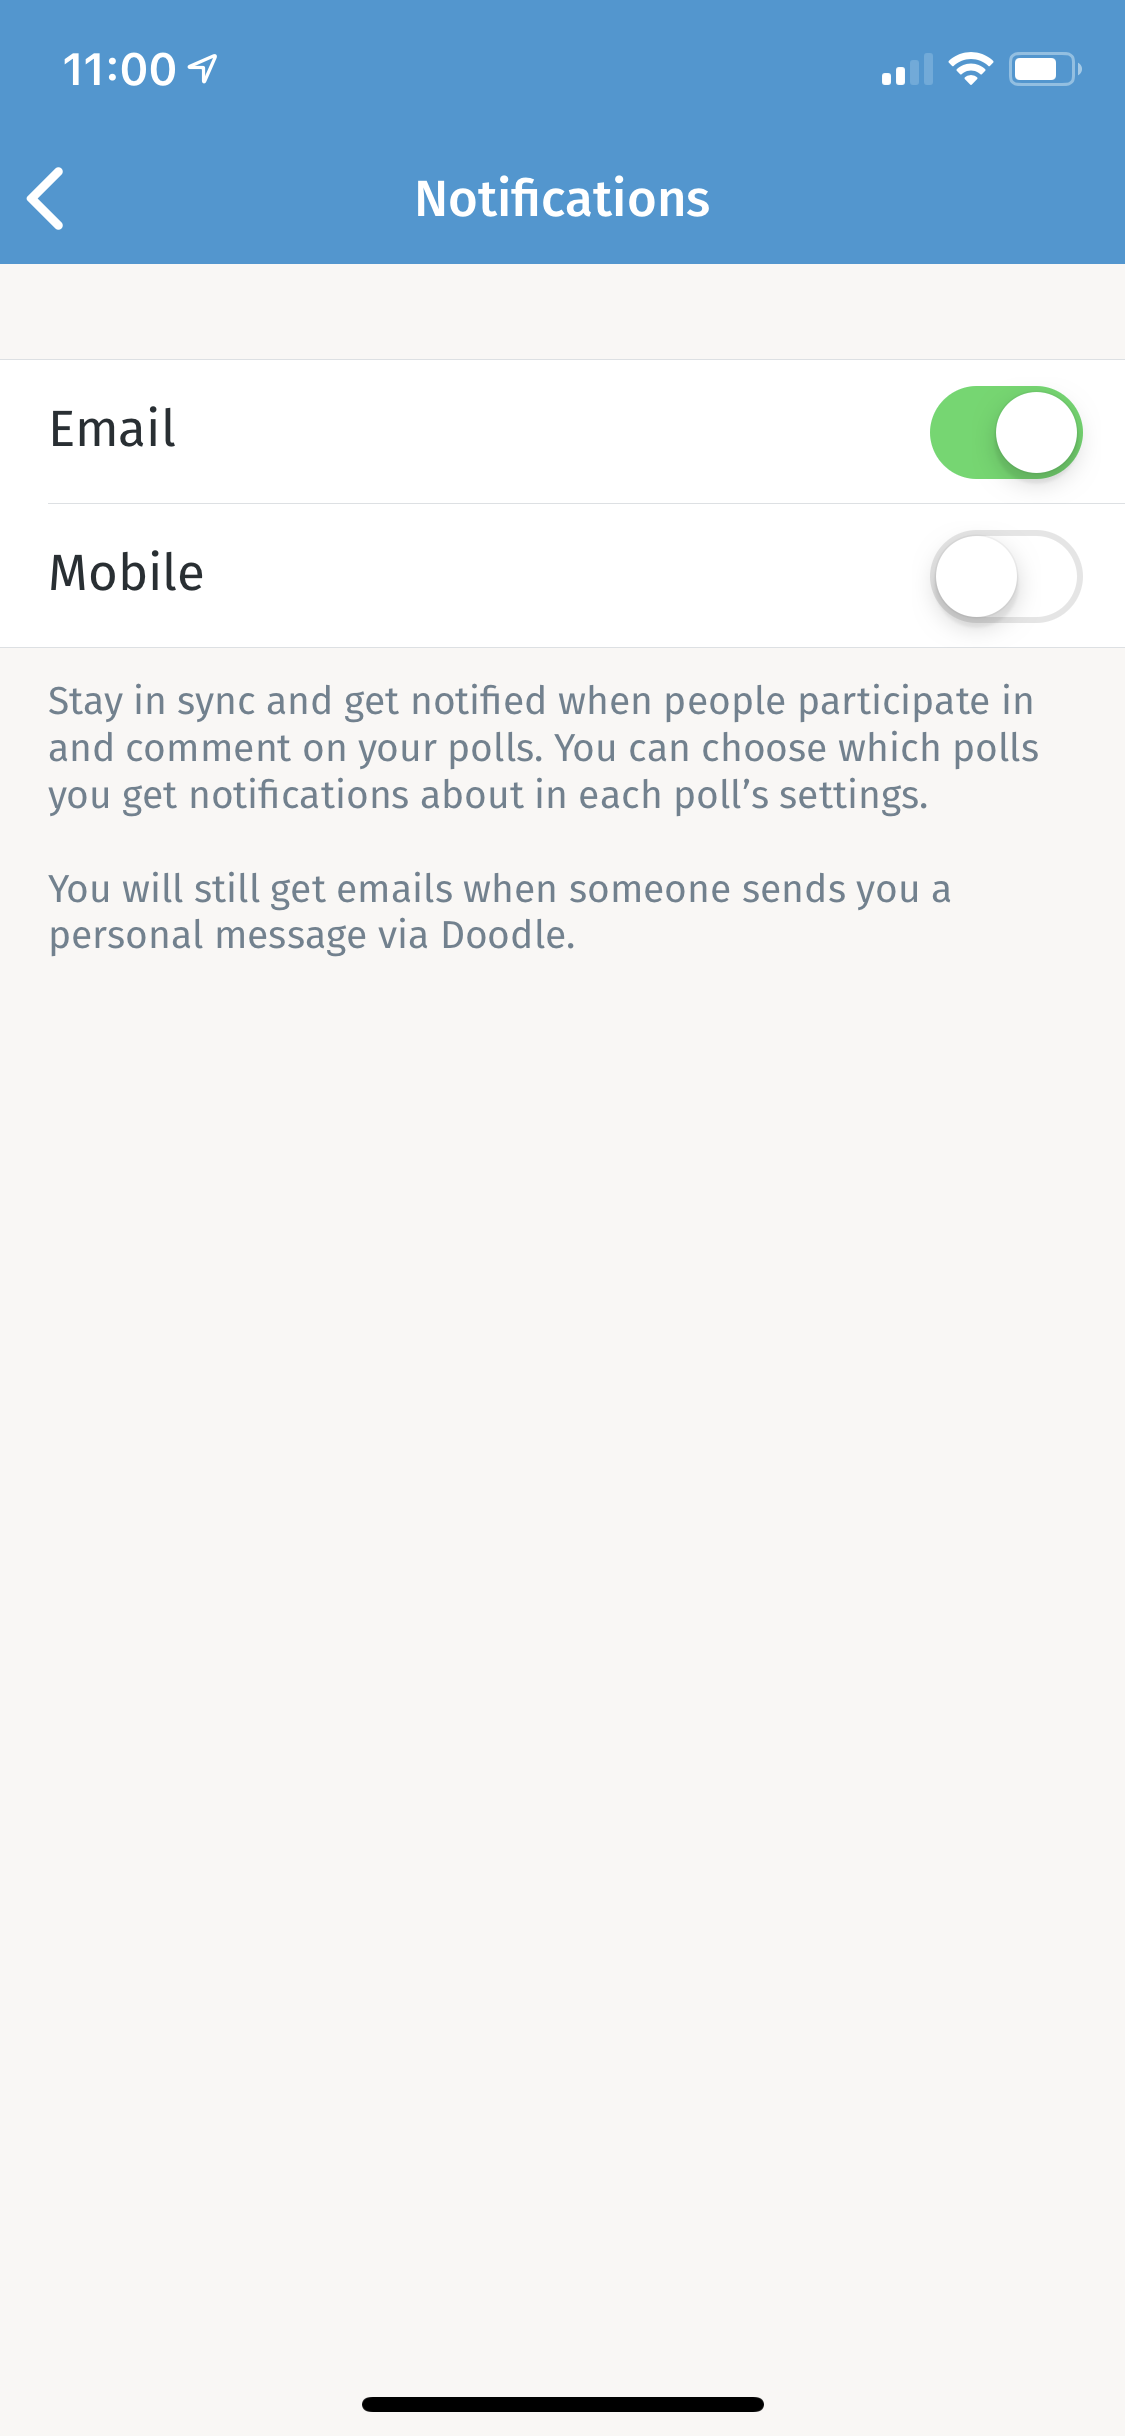 11:00
Notifications
Email
Mobile
Stay in sync and get notified when people participate in
and comment on your polls. You can choose which polls
you get notifications about in each poll’s settings.
You will still get emails when someone sends you a
personal message via Doodle.